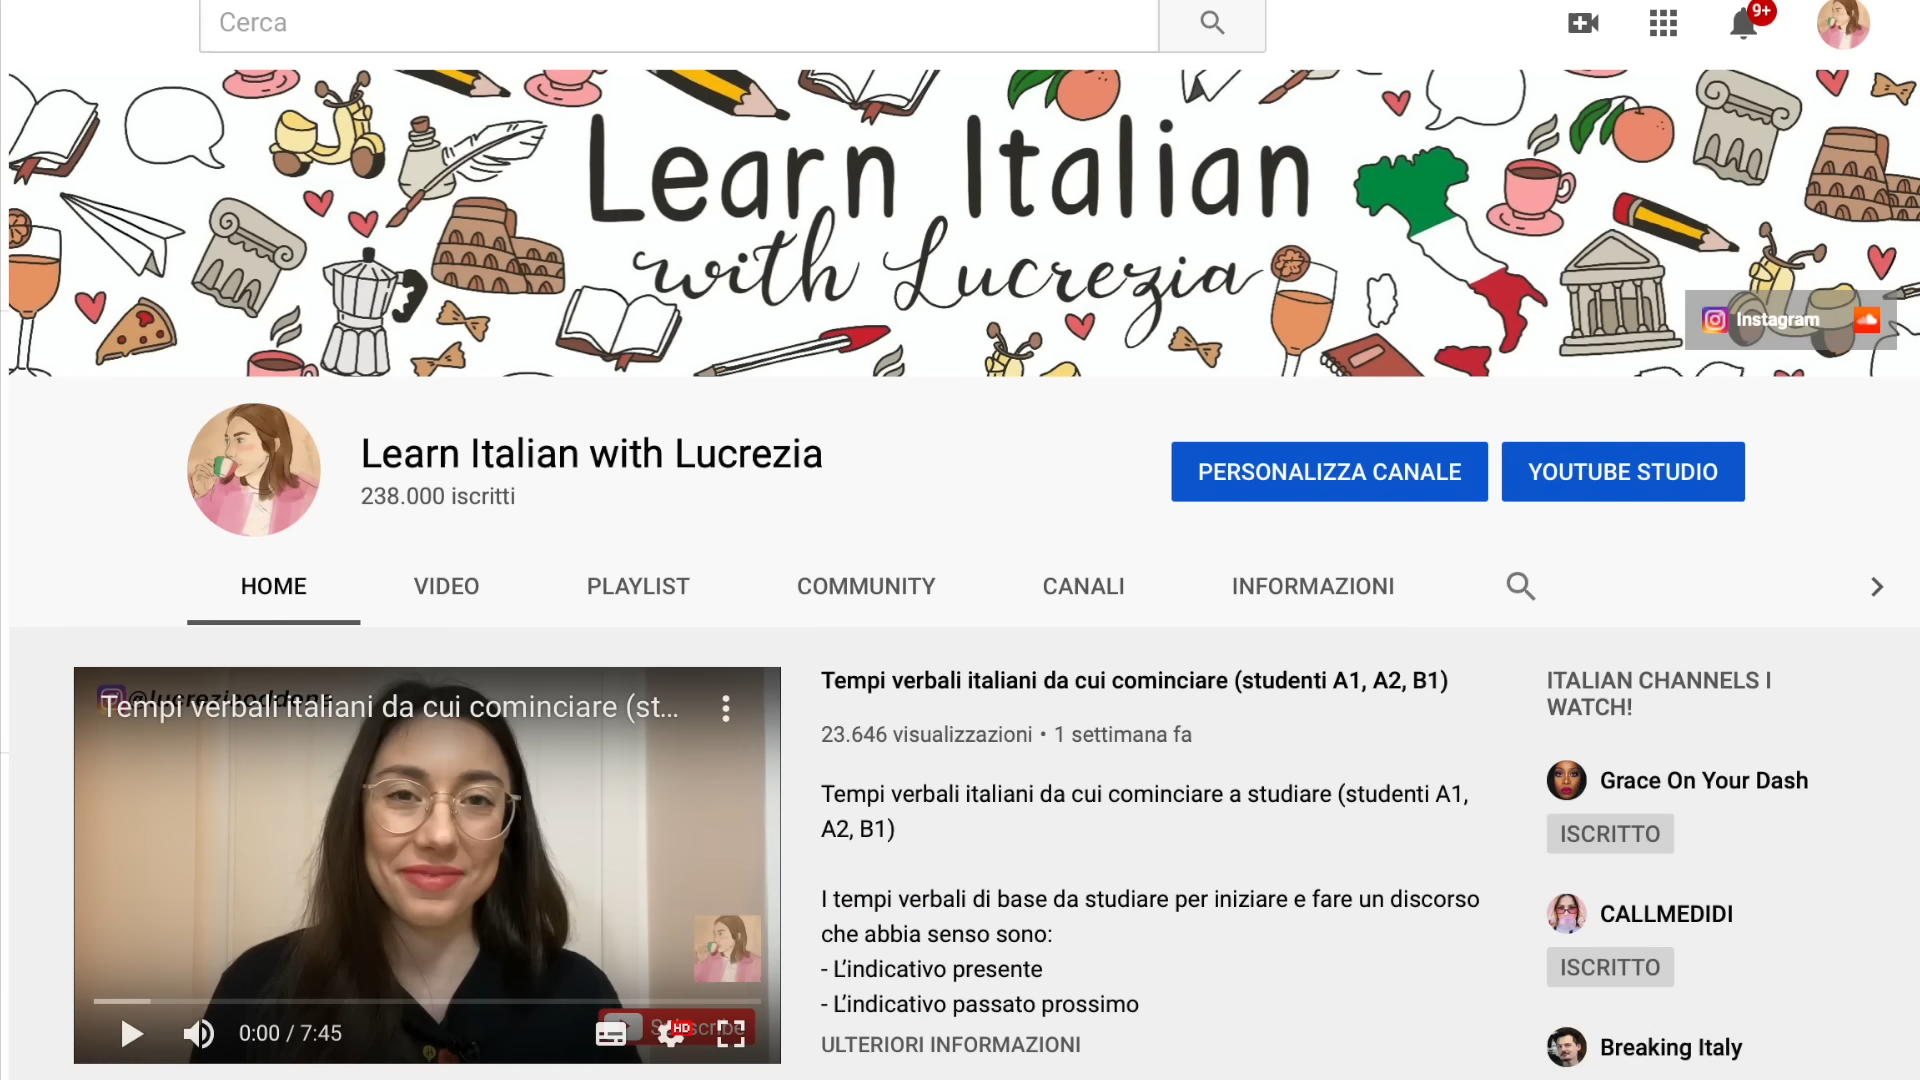 Cerca
9+
Learn Italian
with Lucrezia
Instagram
Learn Italian with Lucrezia
238.000 iscritti
PERSONALIZZA CANALE
YOUTUBE STUDIO
HOME
VIDEO
PLAYLIST
COMMUNITY
CANALI
INFORMAZIONI
Tempi verbali italiani da cui cominciare (st...
0:00 / 7:45
HD
Subscribe
Tempi verbali italiani da cui cominciare (studenti A1, A2, B1)
23.646 visualizzazioni • 1 settimana fa
Tempi verbali italiani da cui cominciare a studiare (studenti A1,
A2, B1)
I tempi verbali di base da studiare per iniziare e fare un discorso
che abbia senso sono:
- L’indicativo presente
- L’indicativo passato prossimo
ULTERIORI INFORMAZIONI
ITALIAN CHANNELS I
WATCH!
Grace On Your Dash
ISCRITTO
CALLMEDIDI
ISCRITTO
Breaking Italy